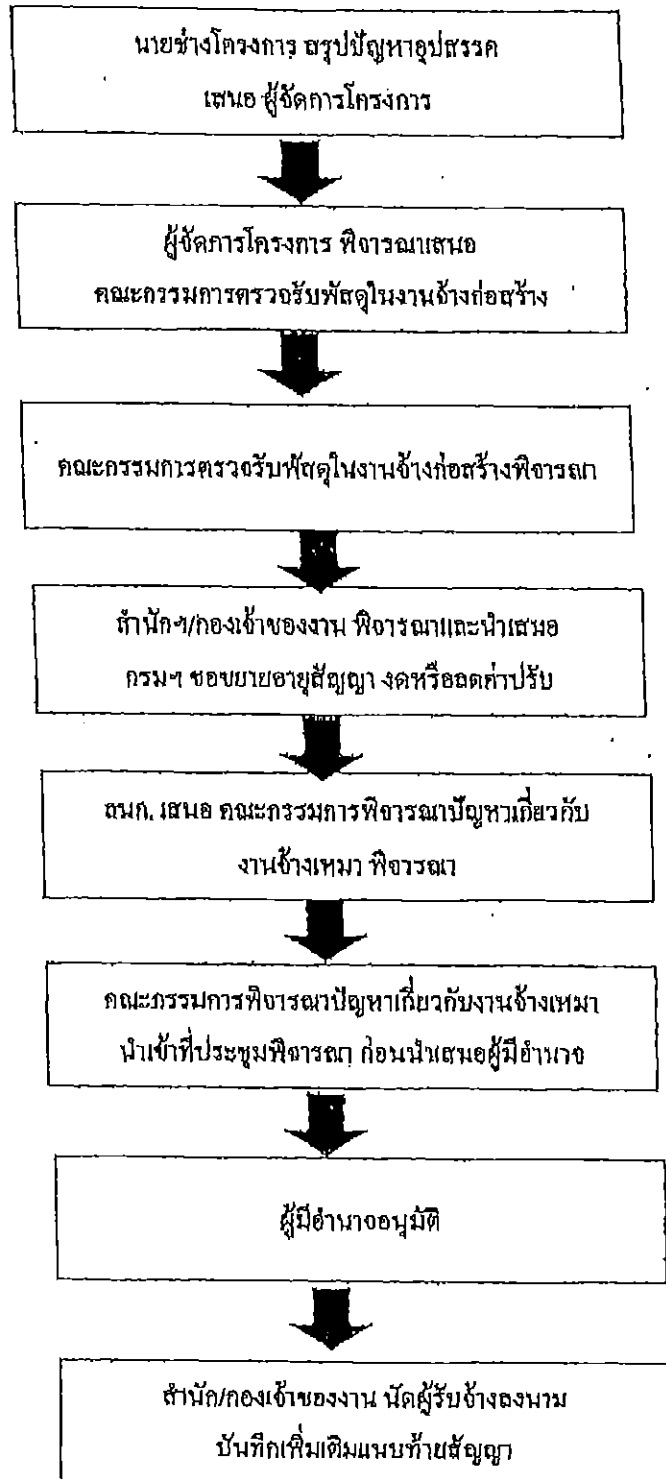 นายช่างโครงการ สรุปปัญหาอุปสรรค
เสนอ ผู้จัดการโครงการ
ผู้จัดการโครงการ พิจารณาเสนอ
คณะกรรมการตรวจรับพัสดุในงานจ้างก่อสร้าง
คณะกรรมการตรวจรับพัสดุในงานจ้างก่อสร้างพิจารณา
สำนักฯ/กองเจ้าของงาน พิจารณาและนำเสนอ
กรมฯ ขอขยายอายุสัญญา งดหรือลดค่าปรับ
สนก. เสนอ คณะกรรมการพิจารณาปัญหาเกี่ยวกับ
งานจ้างเหมา พิจารณา
คณะกรรมการพิจารณาปัญหาเกี่ยวกับงานจ้างเหมา
นำเข้าที่ประชุมพิจารณา ก่อนนำเสนอผู้มีอำนาจ
ผู้มีอำนาจอนุมัติ
สำนัก/กองเจ้าของงาน นัดผู้รับจ้างลงนาม
บันทึกเพิ่มเติมแนบท้ายสัญญา